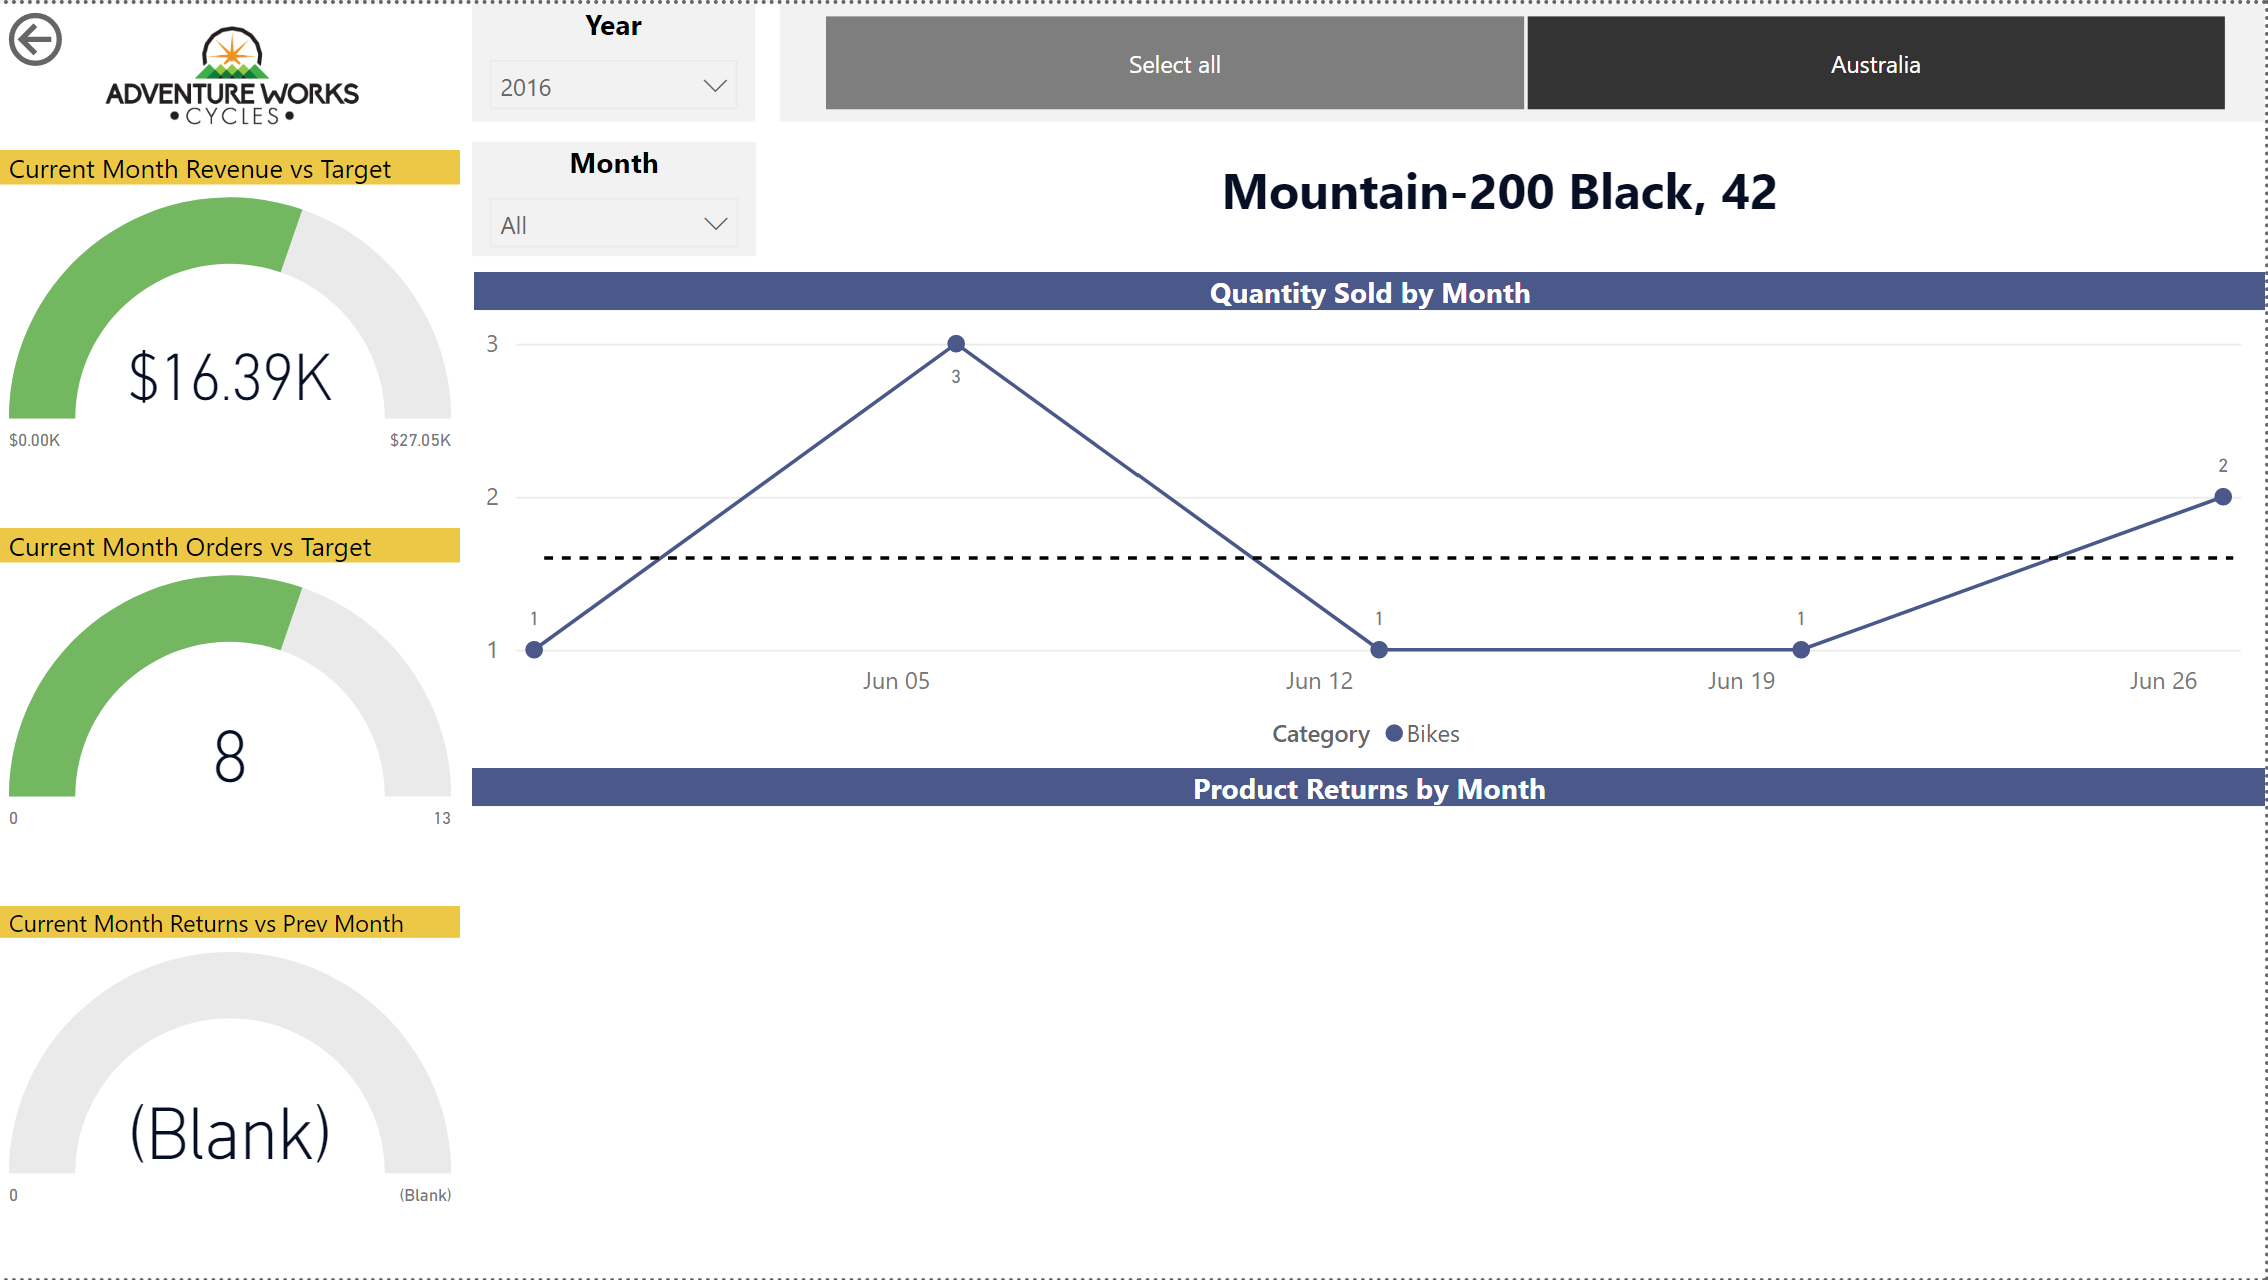 ADVENTURE WORKS
• CYCLES •
Year
2016
Month
All
Select all
Australia
Mountain-200 Black, 42
Current Month Revenue vs Target
$16.39K
$0.00K
$27.05K
Current Month Orders vs Target
8
0
13
Current Month Returns vs Prev Month
(Blank)
0
(Blank)
Quantity Sold by Month
3
2
1
1
3
1
1
2
Jun 05
Jun 12
Jun 19
Jun 26
Category
Bikes
Product Returns by Month